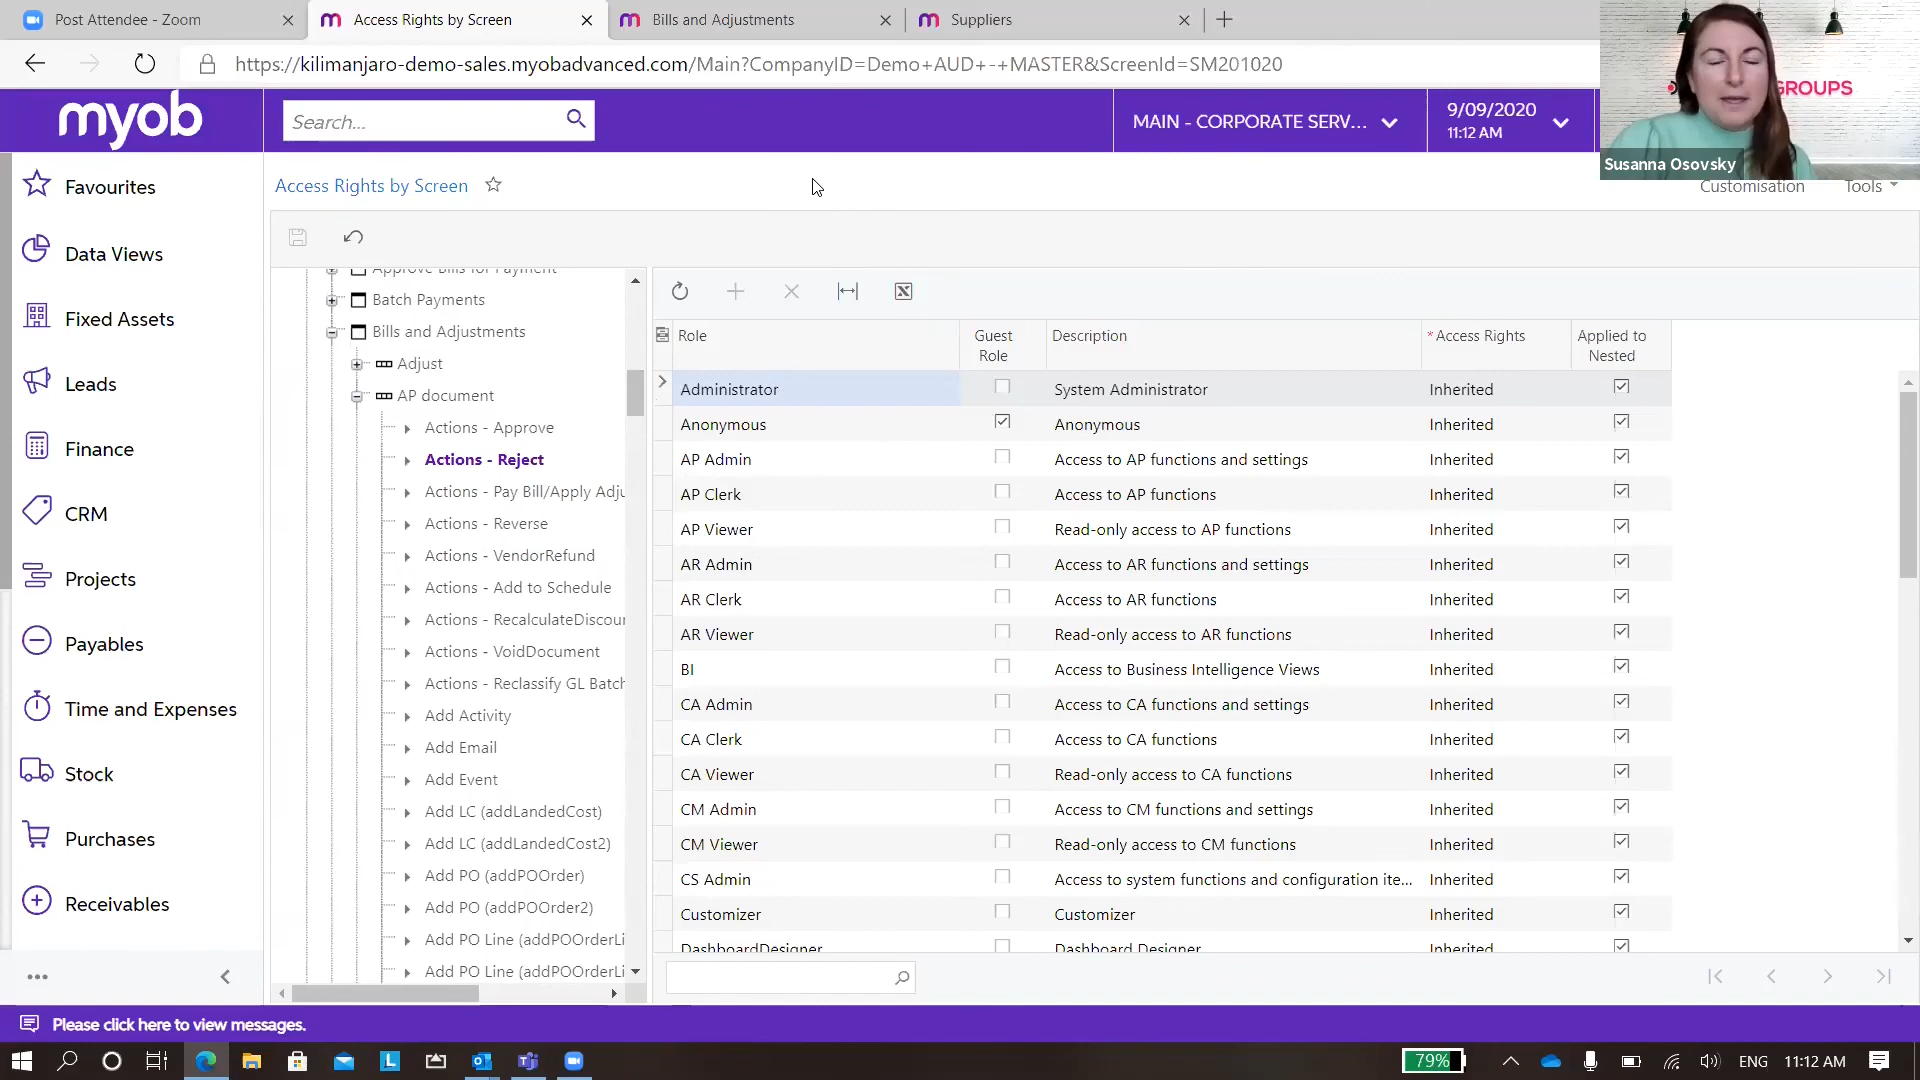 Post Attendee - Zoom
Access Rights by Screen
Bills and Adjustments
Suppliers
https://kilimanjaro-demo-sales.myobadvanced.com/Main?CompanyID=Demo+AUD+-+MASTER&ScreenId=SM201020
GROUPS
Susanna Osovsky
myob
Search...
MAIN - CORPORATE SERV...
9/09/2020
11:12 AM
Favourites
Data Views
Fixed Assets
Leads
Finance
CRM
Projects
Payables
Time and Expenses
Stock
Purchases
Receivables
Access Rights by Screen
Customisation
Tools
Approve Bills for Payment
Batch Payments
Bills and Adjustments
Adjust
AP document
Actions - Approve
Actions - Reject
Actions - Pay Bill/Apply Adju
Actions - Reverse
Actions - VendorRefund
Actions - Add to Schedule
Actions - RecalculateDiscour
Actions - VoidDocument
Actions - Reclassify GL Batch
Add Activity
Add Email
Add Event
Add LC (addLandedCost)
Add LC (addLandedCost2)
Add PO (addPOOrder)
Add PO (addPOOrder2)
Add PO Line (addPOOrderLi
Add PO Line (addPOOrderLi
Role Guest Role Description *Access Rights Applied to Nested
Administrator System Administrator Inherited
Anonymous Anonymous Inherited
AP Admin Access to AP functions and settings Inherited
AP Clerk Access to AP functions Inherited
AP Viewer Read-only access to AP functions Inherited
AR Admin Access to AR functions and settings Inherited
AR Clerk Access to AR functions Inherited
AR Viewer Read-only access to AR functions Inherited
BI Access to Business Intelligence Views Inherited
CA Admin Access to CA functions and settings Inherited
CA Clerk Access to CA functions Inherited
CA Viewer Read-only access to CA functions Inherited
CM Admin Access to CM functions and settings Inherited
CM Viewer Read-only access to CM functions Inherited
CS Admin Access to system functions and configuration ite... Inherited
Customizer Customizer Inherited
DashboardDesigner Dashboard Designer Inherited
Please click here to view messages.
79%
ENG
11:12 AM